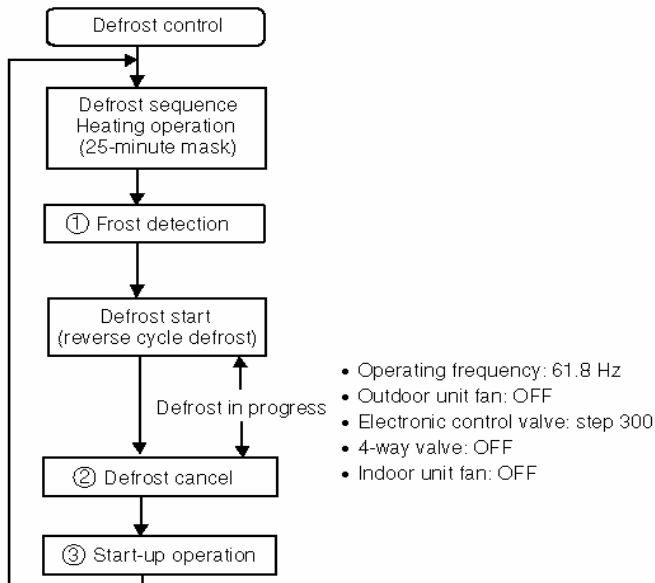 Defrost control
Defrost sequence
Heating operation
(25-minute mask)
① Frost detection
Defrost start
(reverse cycle defrost)
Defrost in progress
• Operating frequency: 61.8 Hz
• Outdoor unit fan: OFF
• Electronic control valve: step 300
• 4-way valve: OFF
• Indoor unit fan: OFF
② Defrost cancel
③ Start-up operation